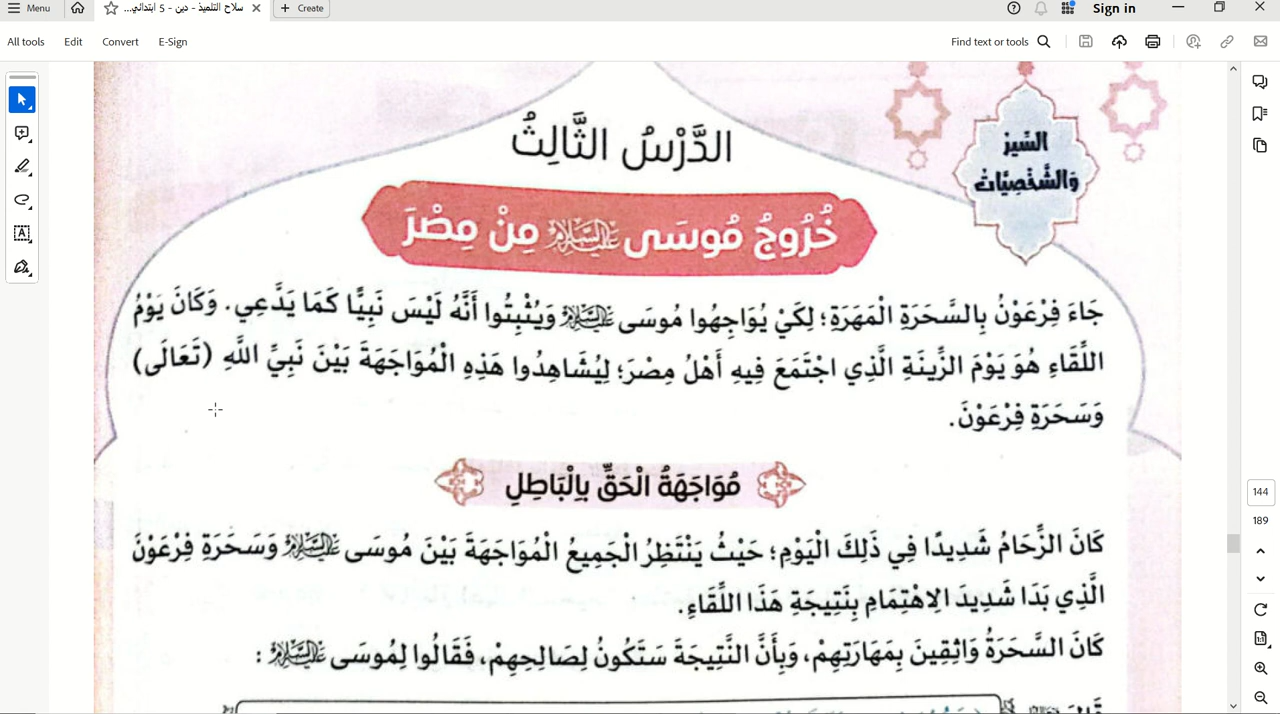 Menu
سلاح التلميذ - دين - 5 ابتدائي...
Create
Sign in
All tools
Edit
Convert
E-Sign
Find text or tools
السِّيَرُ
وَالشَّخْصِيَّاتُ
الدَّرْسُ الثَّالِثُ
خُرُوجُ مُوسَى عَلَيْهِ السَّلَامُ مِنْ مِصْرَ
جَاءَ فِرْعَوْنُ بِالسَّحَرَةِ الْمَهَرَةِ؛ لِكَيْ يُوَاجِهُوا مُوسَى عَلَيْهِ السَّلَامُ وَيُثْبِتُوا أَنَّهُ لَيْسَ نَبِيًّا كَمَا يَدَّعِي. وَكَانَ يَوْمُ
اللِّقَاءِ هُوَ يَوْمَ الزِّينَةِ الَّذِي اجْتَمَعَ فِيهِ أَهْلُ مِصْرَ؛ لِيُشَاهِدُوا هَذِهِ الْمُوَاجَهَةَ بَيْنَ نَبِيِّ اللَّهِ (تَعَالَى)
وَسَحَرَةِ فِرْعَوْنَ.
مُوَاجَهَةُ الْحَقِّ بِالْبَاطِلِ
كَانَ الزِّحَامُ شَدِيدًا فِي ذَلِكَ الْيَوْمِ؛ حَيْثُ يَنْتَظِرُ الْجَمِيعُ الْمُوَاجَهَةَ بَيْنَ مُوسَى عَلَيْهِ السَّلَامُ وَسَحَرَةِ فِرْعَوْنَ
الَّذِي بَدَا شَدِيدَ الِاهْتِمَامِ بِنَتِيجَةِ هَذَا اللِّقَاءِ.
كَانَ السَّحَرَةُ وَاثِقِينَ بِمَهَارَتِهِمْ، وَبِأَنَّ النَّتِيجَةَ سَتَكُونُ لِصَالِحِهِمْ، فَقَالُوا لِمُوسَى عَلَيْهِ السَّلَامُ :
144
189